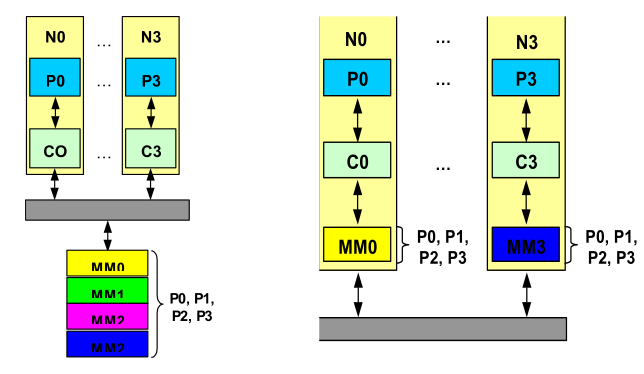 N0 ... N3
P0 ... P3
CO ... C3
MM0
MM1
MM2
MM2
P0, P1,
P2, P3
N0 ... N3
P0 ... P3
C0 ... C3
MM0
P0, P1,
P2, P3
MM3
P0, P1,
P2, P3